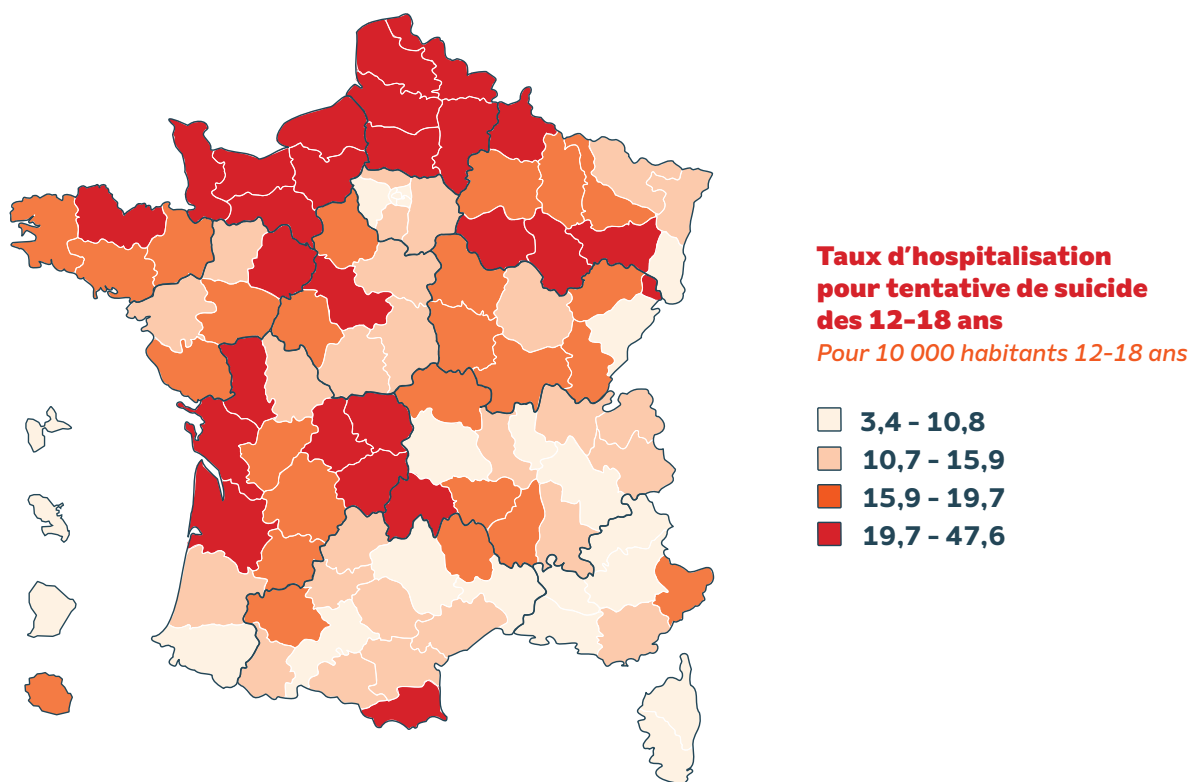 Taux d'hospitalisation
pour tentative de suicide
des 12-18 ans
Pour 10 000 habitants 12-18 ans
3,4 - 10,8
10,7 - 15,9
15,9 - 19,7
19,7 - 47,6